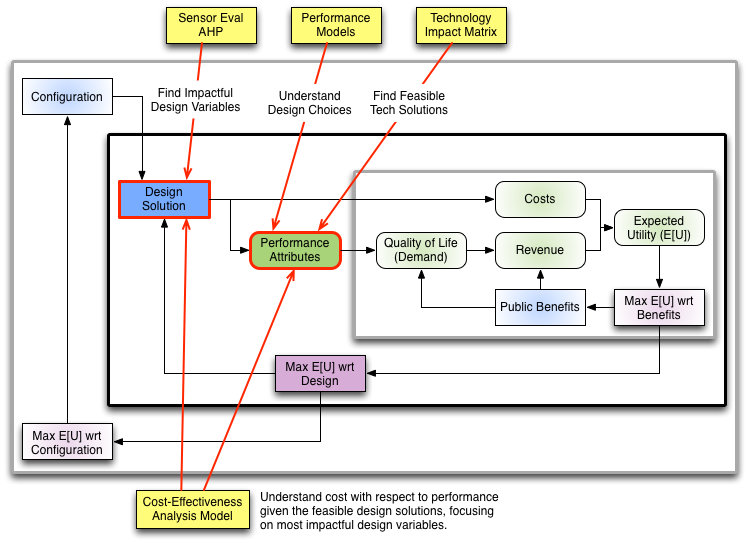 Sensor Eval
AHP
Performance
Models
Technology
Impact Matrix
Configuration
Find Impactful
Design Variables
Understand
Design Choices
Find Feasible
Tech Solutions
Design
Solution
Costs
Expected
Utility (E[U])
Performance
Attributes
Quality of Life
(Demand)
Revenue
Public Benefits
Max E[U] wrt
Benefits
Max E[U] wrt
Design
Max E[U] wrt
Configuration
Cost-Effectiveness
Analysis Model
Understand cost with respect to performance
given the feasible design solutions, focusing
on most impactful design variables.